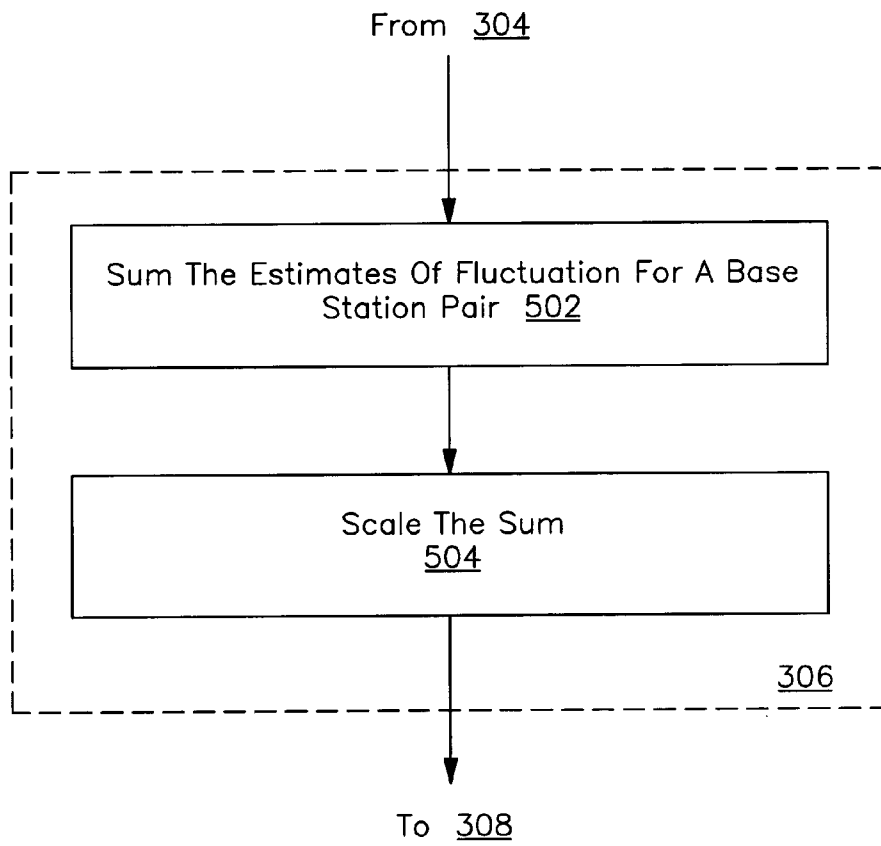 From 304
Sum The Estimates Of Fluctuation For A Base
Station Pair 502
Scale The Sum
504
306
To 308